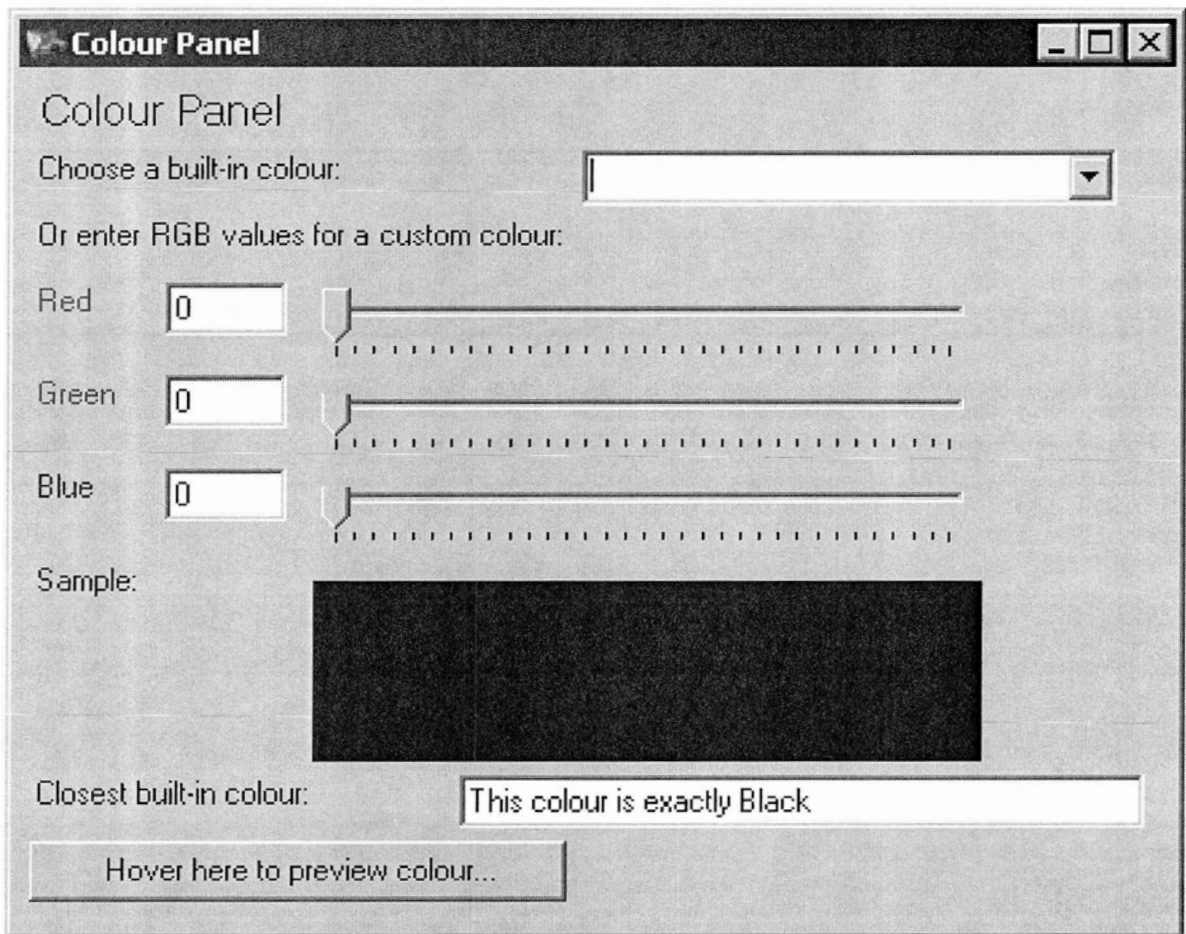 Colour Panel
Colour Panel
Choose a built-in colour:
Or enter RGB values for a custom colour:
Red 0
Green 0
Blue 0
Sample:
Closest built-in colour: This colour is exactly Black
Hover here to preview colour...